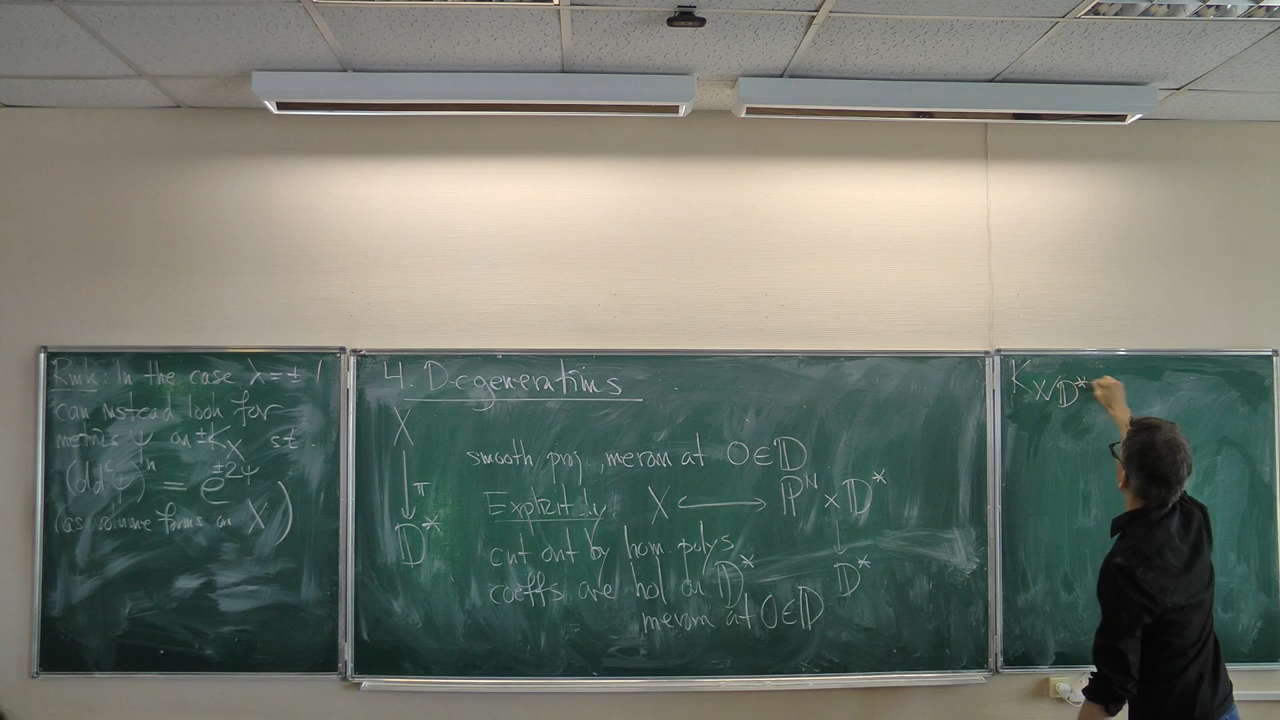 Rmk: In the case λ = ± 1
can instead look for
metrics ψ on ±K_X st.
(dd^c ψ)^n = e^{±2ψ}
(as volume forms on X)
4. Degenerations
X
↓ π
𝔻*
smooth proj, merom at 0∈𝔻
Explicitly X ⟷ ℙ^N × 𝔻*
↓
cut out by hom. polys 𝔻*
coeffs are hol on 𝔻*
merom at 0∈𝔻
K_{X/𝔻*}